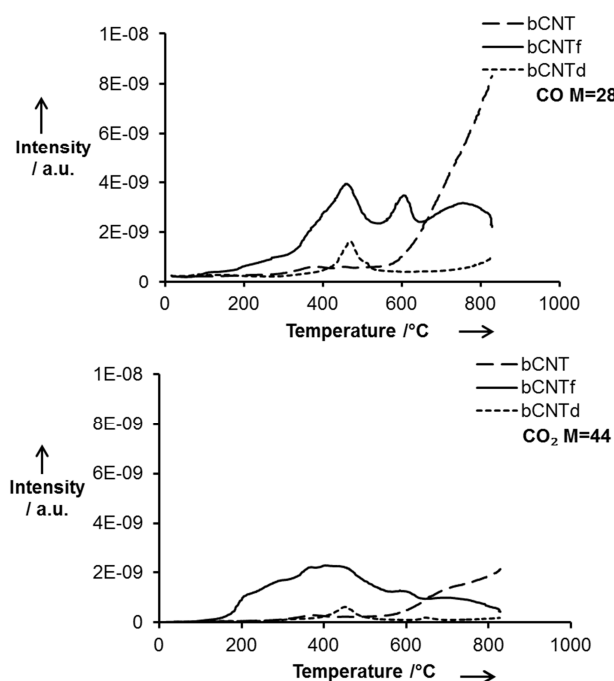 1E-08
8E-09
6E-09
4E-09
2E-09
0
Intensity
/ a.u.
bCNT
bCNTf
bCNTd
CO M=28
0 200 400 600 800 1000
Temperature /°C
1E-08
8E-09
6E-09
4E-09
2E-09
0
Intensity
/ a.u.
bCNT
bCNTf
bCNTd
CO₂ M=44
0 200 400 600 800 1000
Temperature /°C